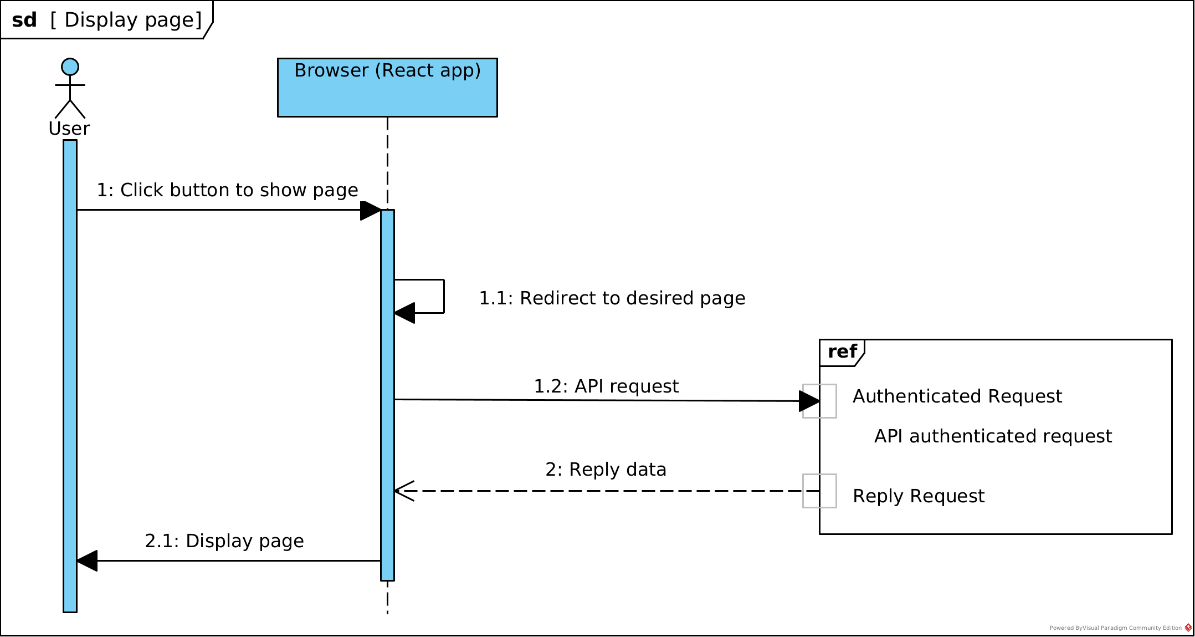 sd [ Display page]
Browser (React app)
User
1: Click button to show page
1.1: Redirect to desired page
ref
1.2: API request
Authenticated Request
API authenticated request
2: Reply data
Reply Request
2.1: Display page
Powered ByVisual Paradigm Community Edition